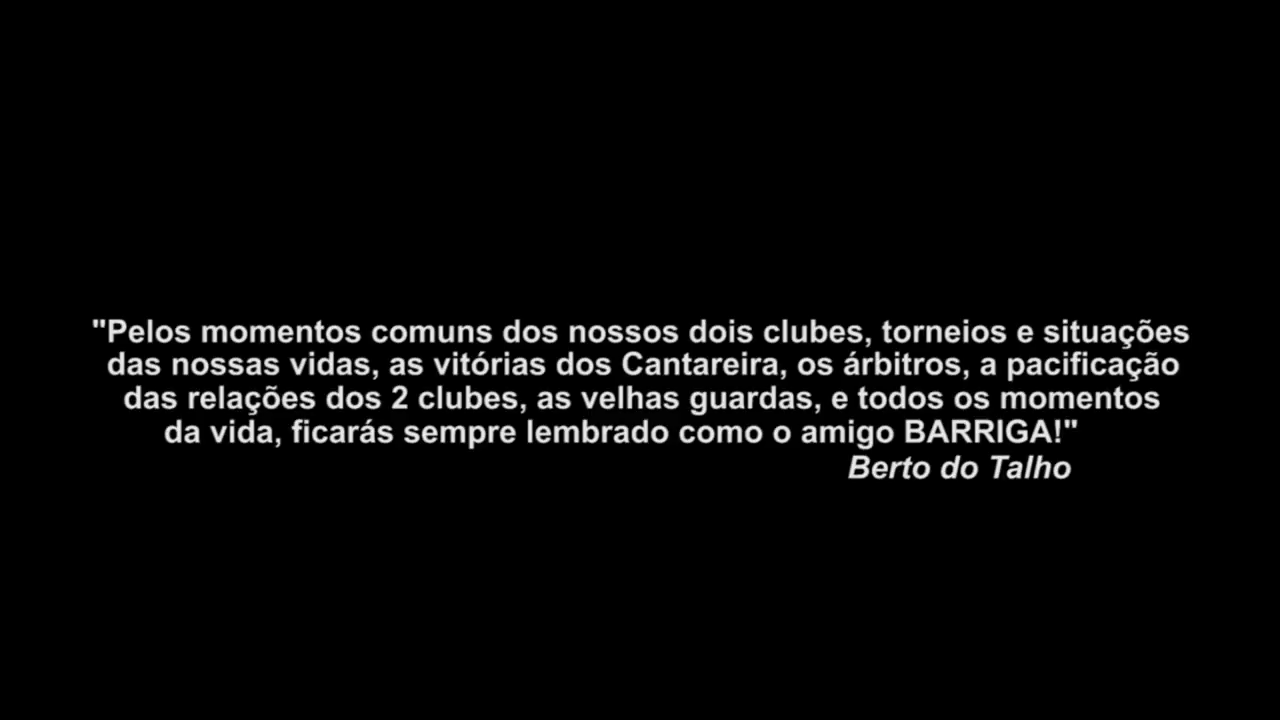 "Pelos momentos comuns dos nossos dois clubes, torneios e situações
das nossas vidas, as vitórias dos Cantareira, os árbitros, a pacificação
das relações dos 2 clubes, as velhas guardas, e todos os momentos
da vida, ficarás sempre lembrado como o amigo BARRIGA!"
Berto do Talho